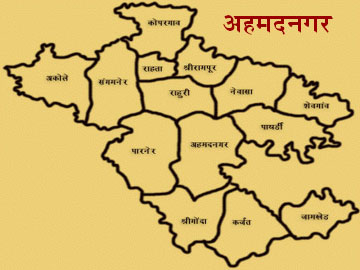 कोपरगाव
अहमदनगर
अकोले
संगमनेर
राहता
श्रीरामपूर
राहुरी
नेवासा
शेवगांव
पाथर्डी
पारनेर
अहमदनगर
श्रीगोंदा
कर्जत
जामखेड